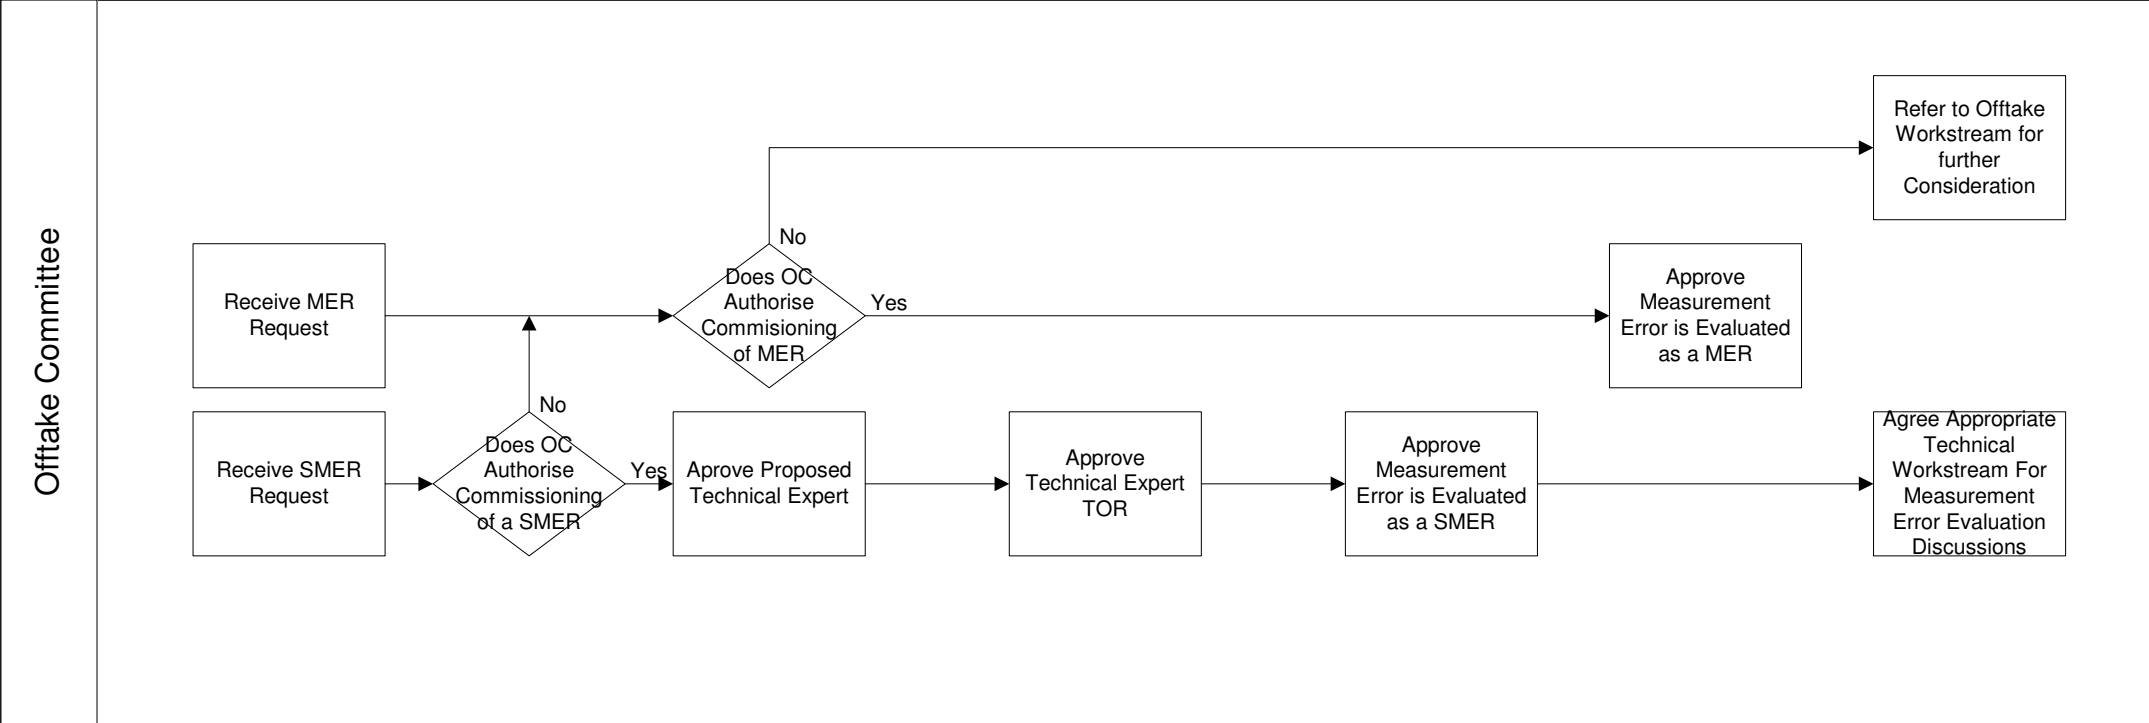 Offtake Committee
Refer to Offtake
Workstream for
further
Consideration
No
Receive MER
Request
Does OC
Authorise
Commisioning
of MER
Yes
Approve
Measurement
Error is Evaluated
as a MER
No
Receive SMER
Request
Does OC
Authorise
Commissioning
of a SMER
Yes
Aprove Proposed
Technical Expert
Approve
Technical Expert
TOR
Approve
Measurement
Error is Evaluated
as a SMER
Agree Appropriate
Technical
Workstream For
Measurement
Error Evaluation
Discussions